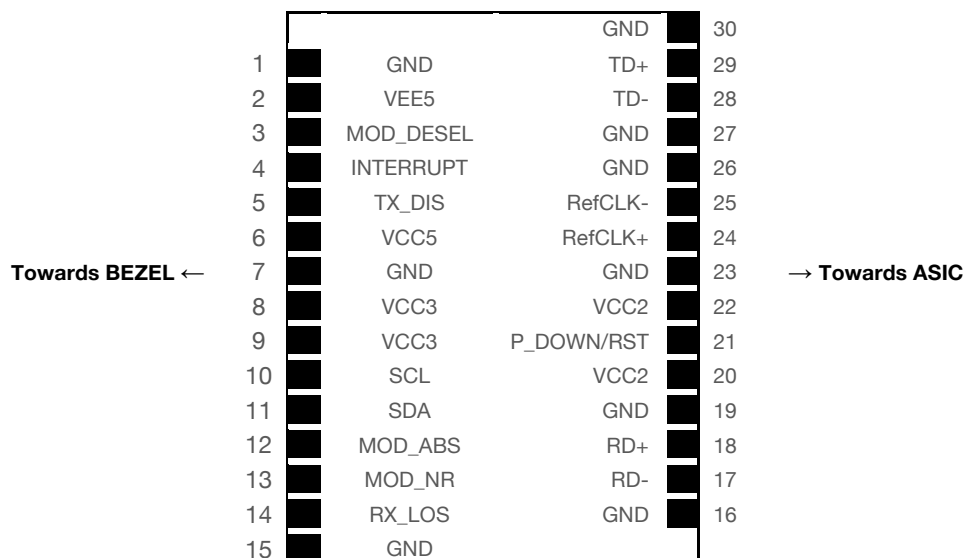 GND 30
1 GND TD+ 29
2 VEE5 TD- 28
3 MOD_DESEL GND 27
4 INTERRUPT GND 26
5 TX_DIS RefCLK- 25
6 VCC5 RefCLK+ 24
Towards BEZEL ← 7 GND GND 23 → Towards ASIC
8 VCC3 VCC2 22
9 VCC3 P_DOWN/RST 21
10 SCL VCC2 20
11 SDA GND 19
12 MOD_ABS RD+ 18
13 MOD_NR RD- 17
14 RX_LOS GND 16
15 GND